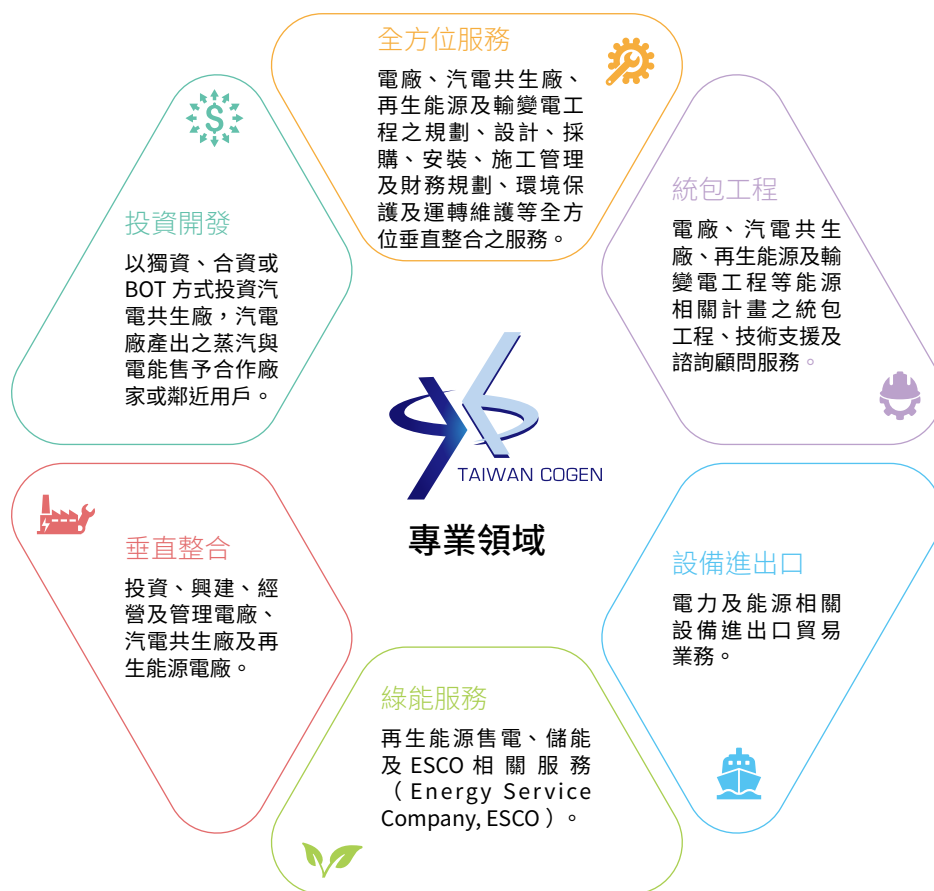 全方位服務
電廠、汽電共生廠、
再生能源及輸變電工
程之規劃、設計、採
購、安裝、施工管理
及財務規劃、環境保
護及運轉維護等全方
位垂直整合之服務。
投資開發
以獨資、合資或
BOT 方式投資汽
電共生廠，汽電
廠產出之蒸汽與
電能售予合作廠
家或鄰近用戶。
統包工程
電廠、汽電共生
廠、再生能源及輸
變電工程等能源
相關計畫之統包
工程、技術支援及
諮詢顧問服務。
TAIWAN COGEN
專業領域
垂直整合
投資、興建、經
營及管理電廠、
汽電共生廠及再
生能源電廠。
設備進出口
電力及能源相關
設備進出口貿易
業務。
綠能服務
再生能源售電、儲能
及ESCO 相關服務
（Energy Service
Company, ESCO）。